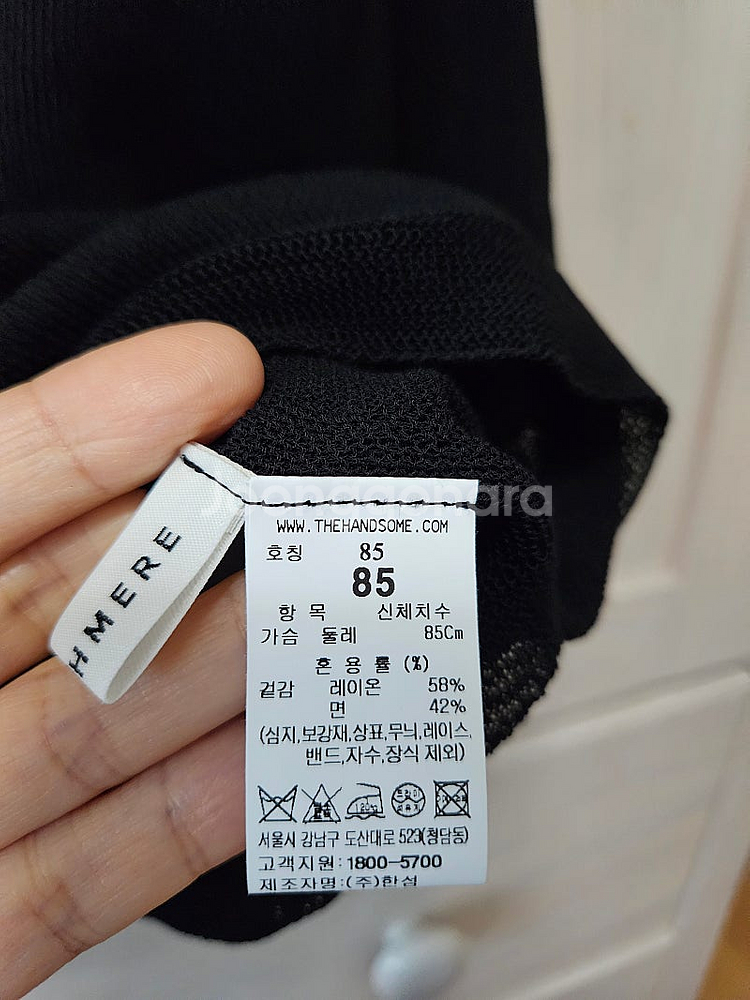 Joongonara
HMERE
WWW.THEHANDSOME.COM
호칭 85
85
항 목 신체치수
가슴 둘레 85Cm
혼 용 률 (%)
겉감 레이온 58%
면 42%
(심지,보강재,상표,무늬,레이스,
밴드,자수,장식 제외)
120℃
서울시 강남구 도산대로 523(청담동)
고객지원:1800-5700
제조자명:(주)한섬